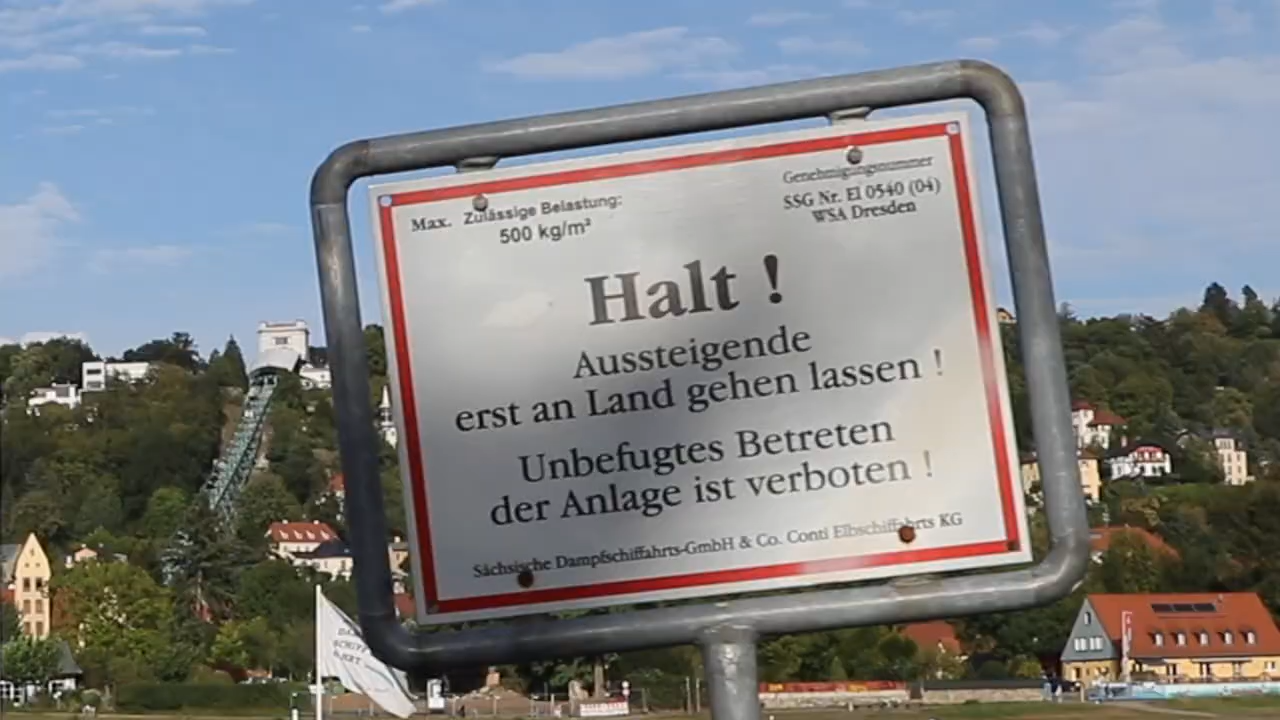 Max. Zulässige Belastung:
500 kg/m²
Genehmigungsnummer
SSG Nr. EI 0540 (04)
WSA Dresden
Halt !
Aussteigende
erst an Land gehen lassen !
Unbefugtes Betreten
der Anlage ist verboten !
Sächsische Dampfschiffahrts-GmbH & Co. Conti Elbschiffahrts KG